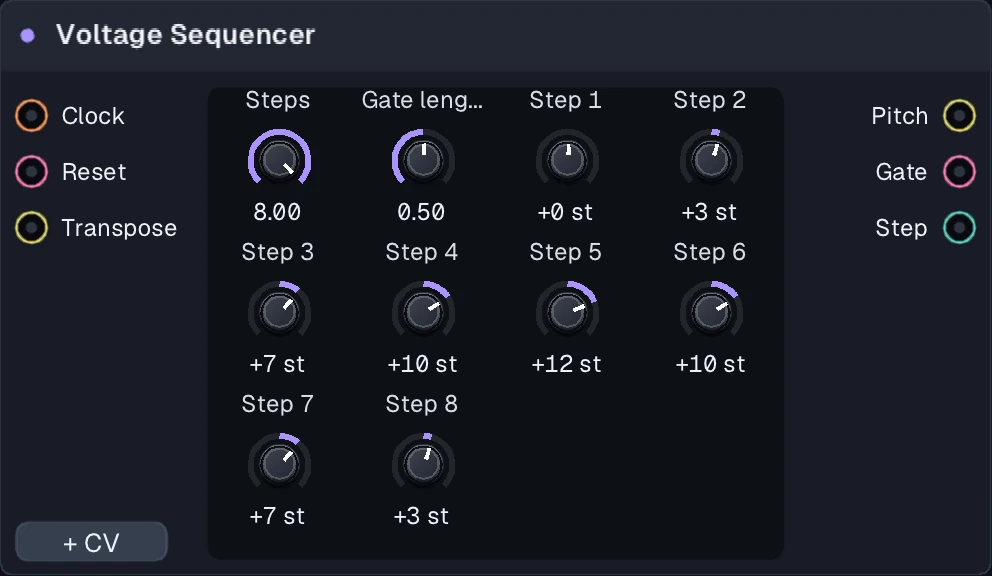 Voltage Sequencer
Clock
Reset
Transpose
Steps Gate leng... Step 1 Step 2
8.00 0.50 +0 st +3 st
Step 3 Step 4 Step 5 Step 6
+7 st +10 st +12 st +10 st
Step 7 Step 8
+7 st +3 st
Pitch
Gate
Step
+ CV